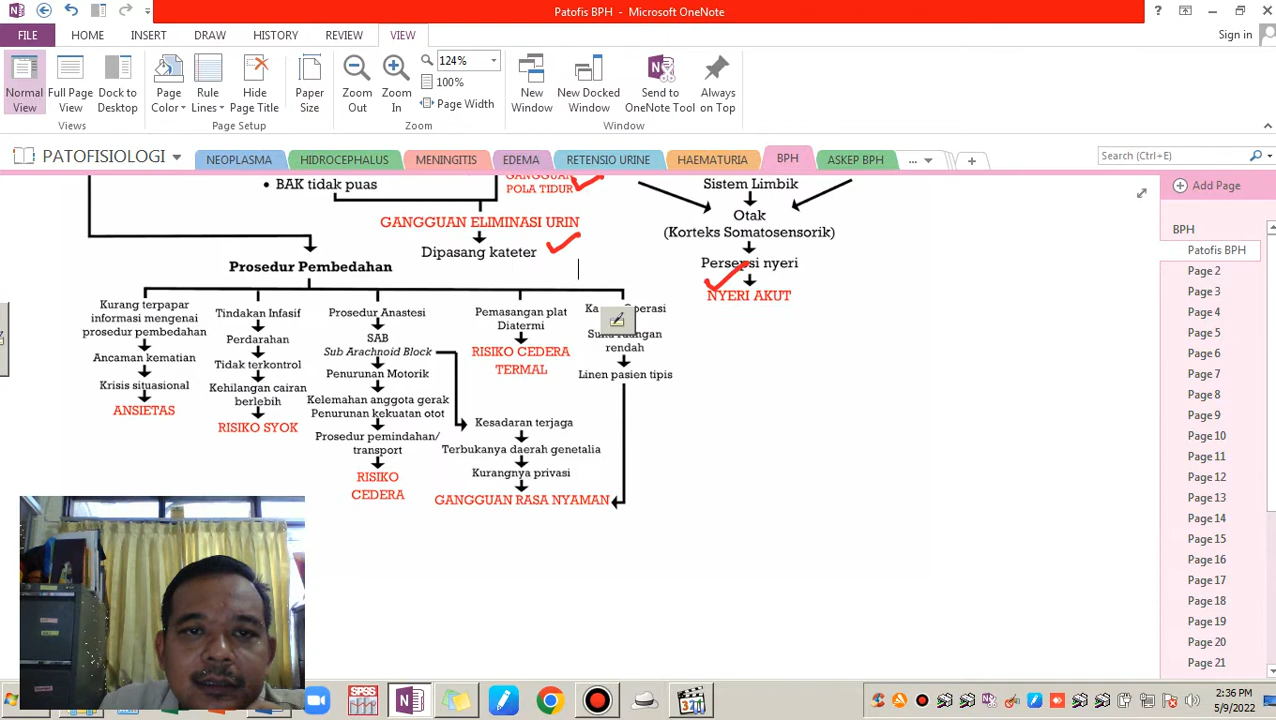 Patofis BPH - Microsoft OneNote
FILE HOME INSERT DRAW HISTORY REVIEW VIEW
Sign in
Normal View
Full Page View
Dock to Desktop
Page Color
Rule Lines
Hide Page Title
Paper Size
Zoom Out
Zoom In
124%
100%
Page Width
New Window
New Docked Window
Send to OneNote Tool
Always on Top
Views
Page Setup
Zoom
Window
PATOFISIOLOGI
NEOPLASMA HIDROCEPHALUS MENINGITIS EDEMA RETENSIO URINE HAEMATURIA BPH ASKEP BPH ...
Search (Ctrl+E)
Add Page
• BAK tidak puas
GANGGUAN
POLA TIDUR
Sistem Limbik
Otak
(Korteks Somatosensorik)
Persepsi nyeri
NYERI AKUT
GANGGUAN ELIMINASI URIN
Dipasang kateter
Prosedur Pembedahan
Kurang terpapar
informasi mengenai
prosedur pembedahan
Ancaman kematian
Krisis situasional
ANSIETAS
Tindakan Infasif
Perdarahan
Tidak terkontrol
Kehilangan cairan
berlebih
RISIKO SYOK
Prosedur Anastesi
SAB
Sub Arachnoid Block
Penurunan Motorik
Kelemahan anggota gerak
Penurunan kekuatan otot
Prosedur pemindahan/
transport
RISIKO
CEDERA
Pemasangan plat
Diatermi
RISIKO CEDERA
TERMAL
Kesadaran terjaga
Terbukanya daerah genetalia
Kurangnya privasi
GANGGUAN RASA NYAMAN
rendah
Linen pasien tipis
BPH
Patofis BPH
Page 2
Page 3
Page 4
Page 5
Page 6
Page 7
Page 8
Page 9
Page 10
Page 11
Page 12
Page 13
Page 14
Page 15
Page 16
Page 17
Page 18
Page 19
Page 20
Page 21
SPSS
2:36 PM
5/9/2022